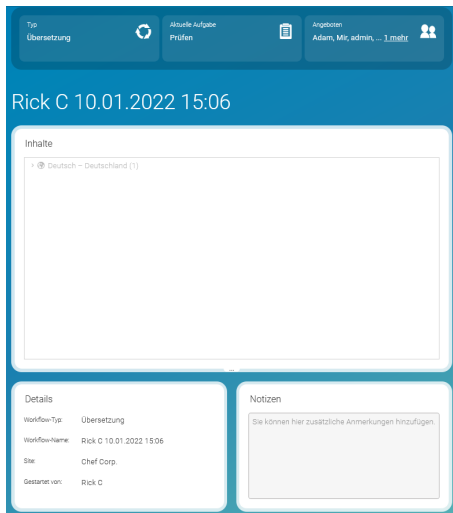 Typ
Übersetzung
Aktuelle Aufgabe
Prüfen
Angeboten
Adam, Mir, admin, ... 1 mehr
Rick C 10.01.2022 15:06
Inhalte
Deutsch – Deutschland (1)
Details
Workflow-Typ: Übersetzung
Workflow-Name: Rick C 10.01.2022 15:06
Site: Chef Corp.
Gestartet von: Rick C
Notizen
Sie können hier zusätzliche Anmerkungen hinzufügen.